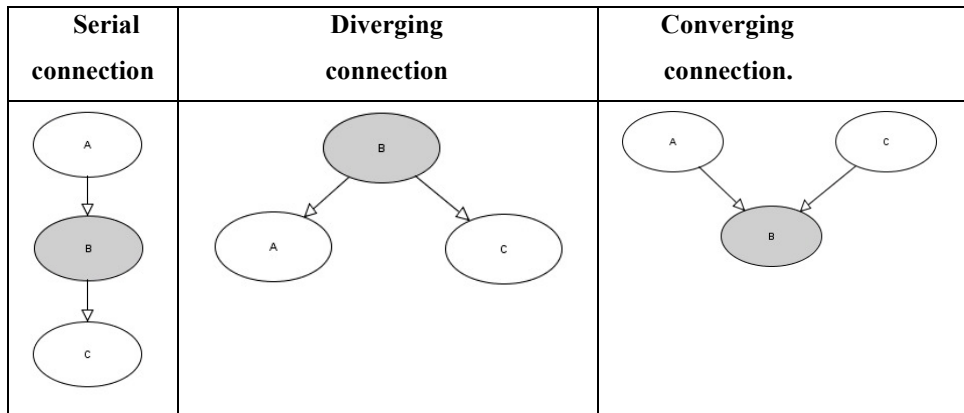 Serial
connection
Diverging
connection
Converging
connection.
A
B
C
B
A
C
A
C
B